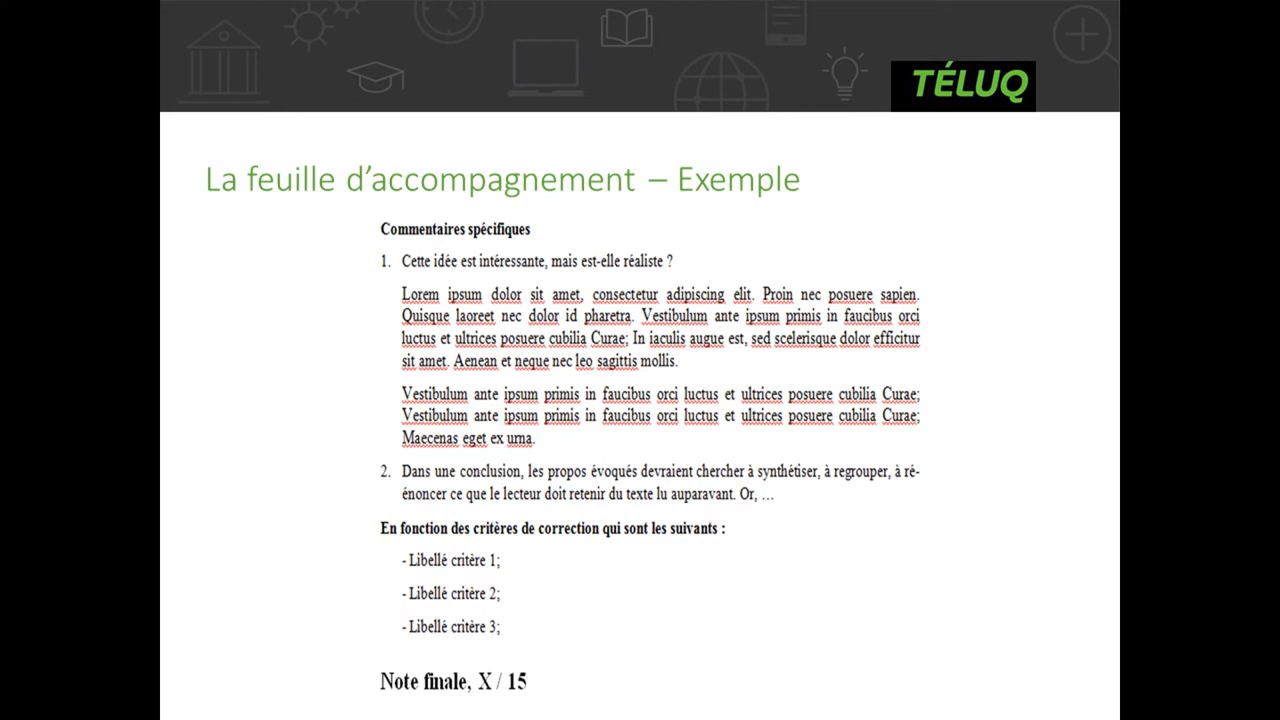 TÉLUQ
La feuille d’accompagnement – Exemple
Commentaires spécifiques
1. Cette idée est intéressante, mais est-elle réaliste ?
Lorem ipsum dolor sit amet, consectetur adipiscing elit. Proin nec posuere sapien.
Quisque laoreet nec dolor id pharetra. Vestibulum ante ipsum primis in faucibus orci
luctus et ultrices posuere cubilia Curae; In iaculis augue est, sed scelerisque dolor efficitur
sit amet. Aenean et neque nec leo sagittis mollis.
Vestibulum ante ipsum primis in faucibus orci luctus et ultrices posuere cubilia Curae;
Vestibulum ante ipsum primis in faucibus orci luctus et ultrices posuere cubilia Curae;
Maecenas eget ex urna.
2. Dans une conclusion, les propos évoqués devraient chercher à synthétiser, à regrouper, à ré-
énoncer ce que le lecteur doit retenir du texte lu auparavant. Or, …
En fonction des critères de correction qui sont les suivants :
- Libellé critère 1;
- Libellé critère 2;
- Libellé critère 3;
Note finale, X / 15